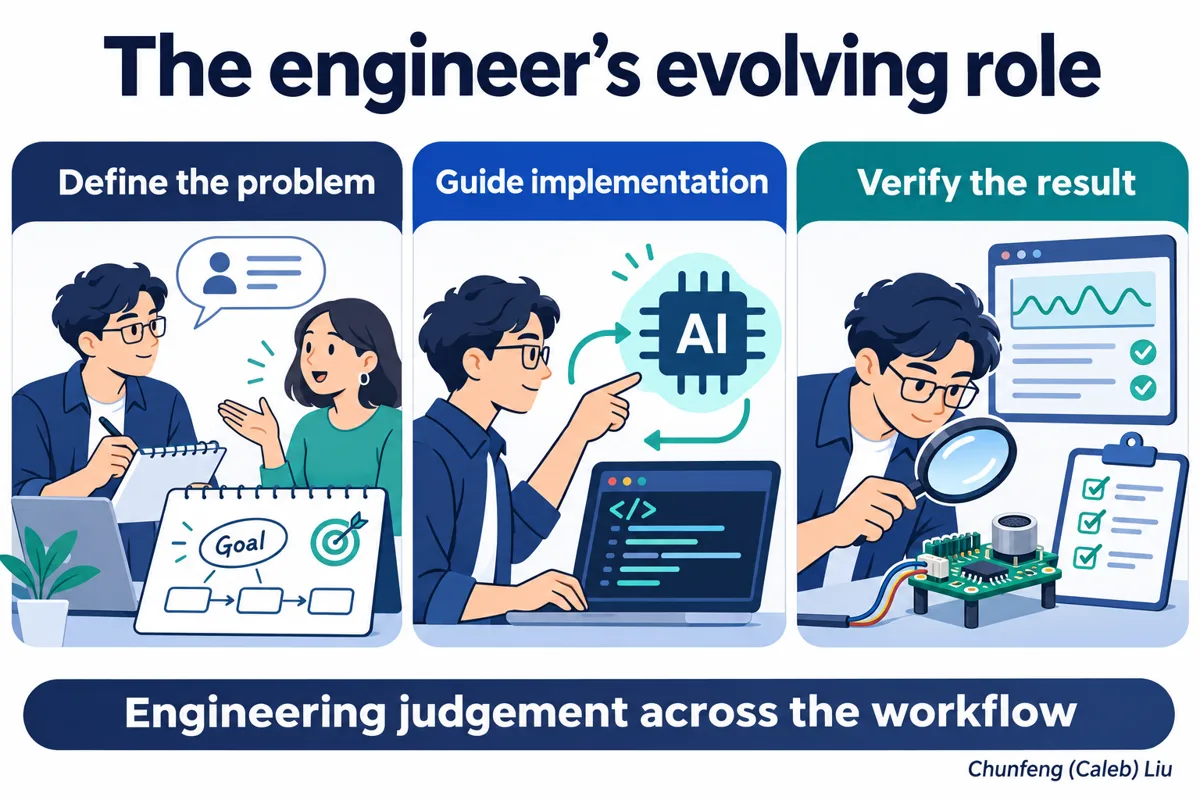 The engineer's evolving role
Define the problem
Guide implementation
Verify the result
Goal
AI
</>
Engineering judgement across the workflow
Chunfeng (Caleb) Liu